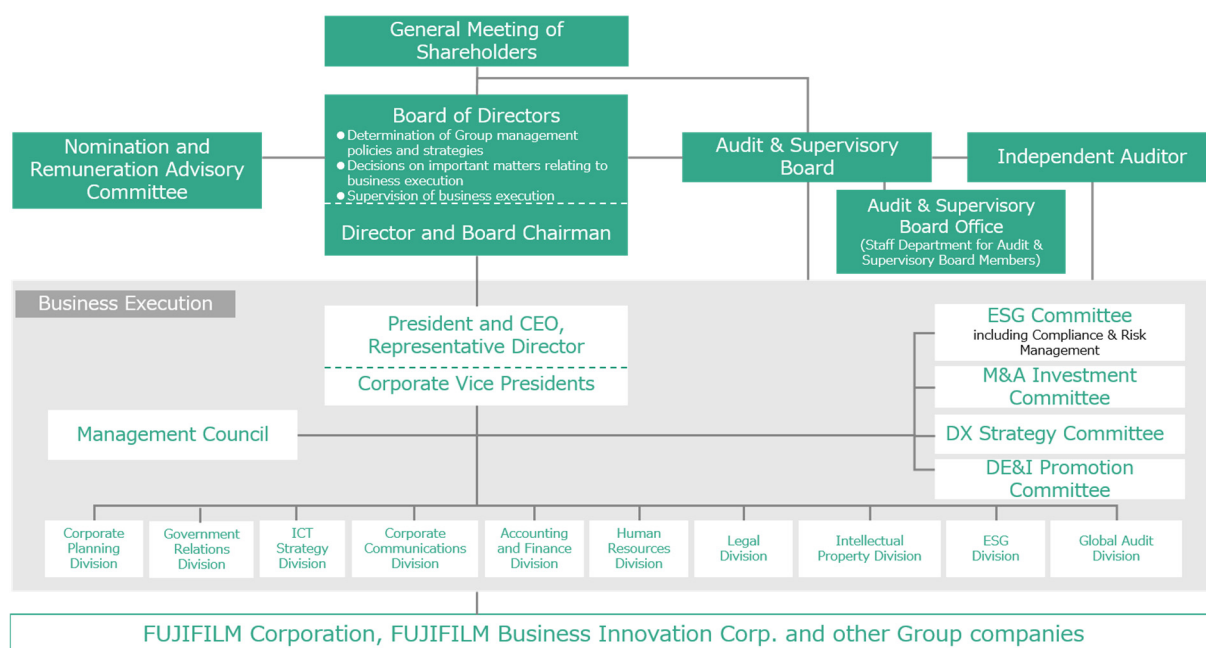 General Meeting of
Shareholders
Board of Directors
● Determination of Group management
policies and strategies
● Decisions on important matters relating to
business execution
● Supervision of business execution
Director and Board Chairman
Nomination and
Remuneration Advisory
Committee
Audit & Supervisory
Board
Independent Auditor
Audit & Supervisory
Board Office
(Staff Department for Audit &
Supervisory Board Members)
Business Execution
President and CEO,
Representative Director
Corporate Vice Presidents
Management Council
ESG Committee
including Compliance & Risk
Management
M&A Investment
Committee
DX Strategy Committee
DE&I Promotion
Committee
Corporate
Planning
Division
Government
Relations
Division
ICT
Strategy
Division
Corporate
Communications
Division
Accounting
and Finance
Division
Human
Resources
Division
Legal
Division
Intellectual
Property Division
ESG
Division
Global Audit
Division
FUJIFILM Corporation, FUJIFILM Business Innovation Corp. and other Group companies